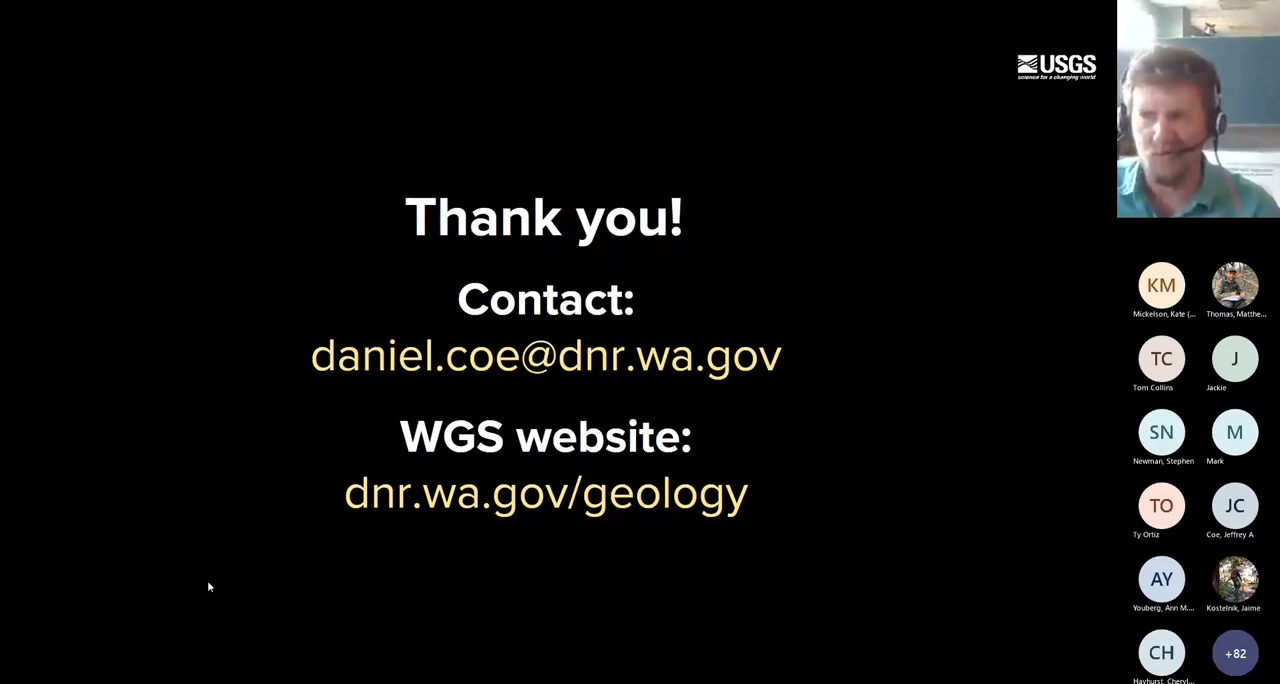 USGS
science for a changing world
Thank you!
Contact:
daniel.coe@dnr.wa.gov
WGS website:
dnr.wa.gov/geology
KM
Mickelson, Kate (...
Thomas, Matthe...
TC
Tom Collins
J
Jackie
SN
Newman, Stephen
M
Mark
TO
Ty Ortiz
JC
Coe, Jeffrey A
AY
Youberg, Ann M....
Kostelnik, Jaime
CH
Hayhurst, Cheryl...
+82